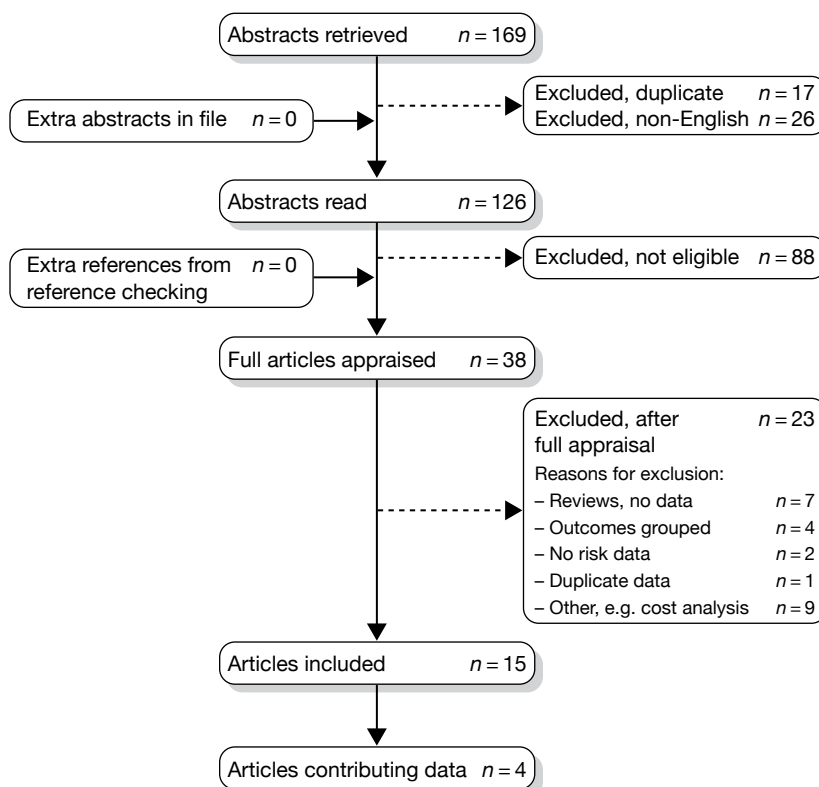 Abstracts retrieved n = 169
Excluded, duplicate n = 17
Excluded, non-English n = 26
Extra abstracts in file n = 0
Abstracts read n = 126
Excluded, not eligible n = 88
Extra references from n = 0
reference checking
Full articles appraised n = 38
Excluded, after n = 23
full appraisal
Reasons for exclusion:
– Reviews, no data n = 7
– Outcomes grouped n = 4
– No risk data n = 2
– Duplicate data n = 1
– Other, e.g. cost analysis n = 9
Articles included n = 15
Articles contributing data n = 4